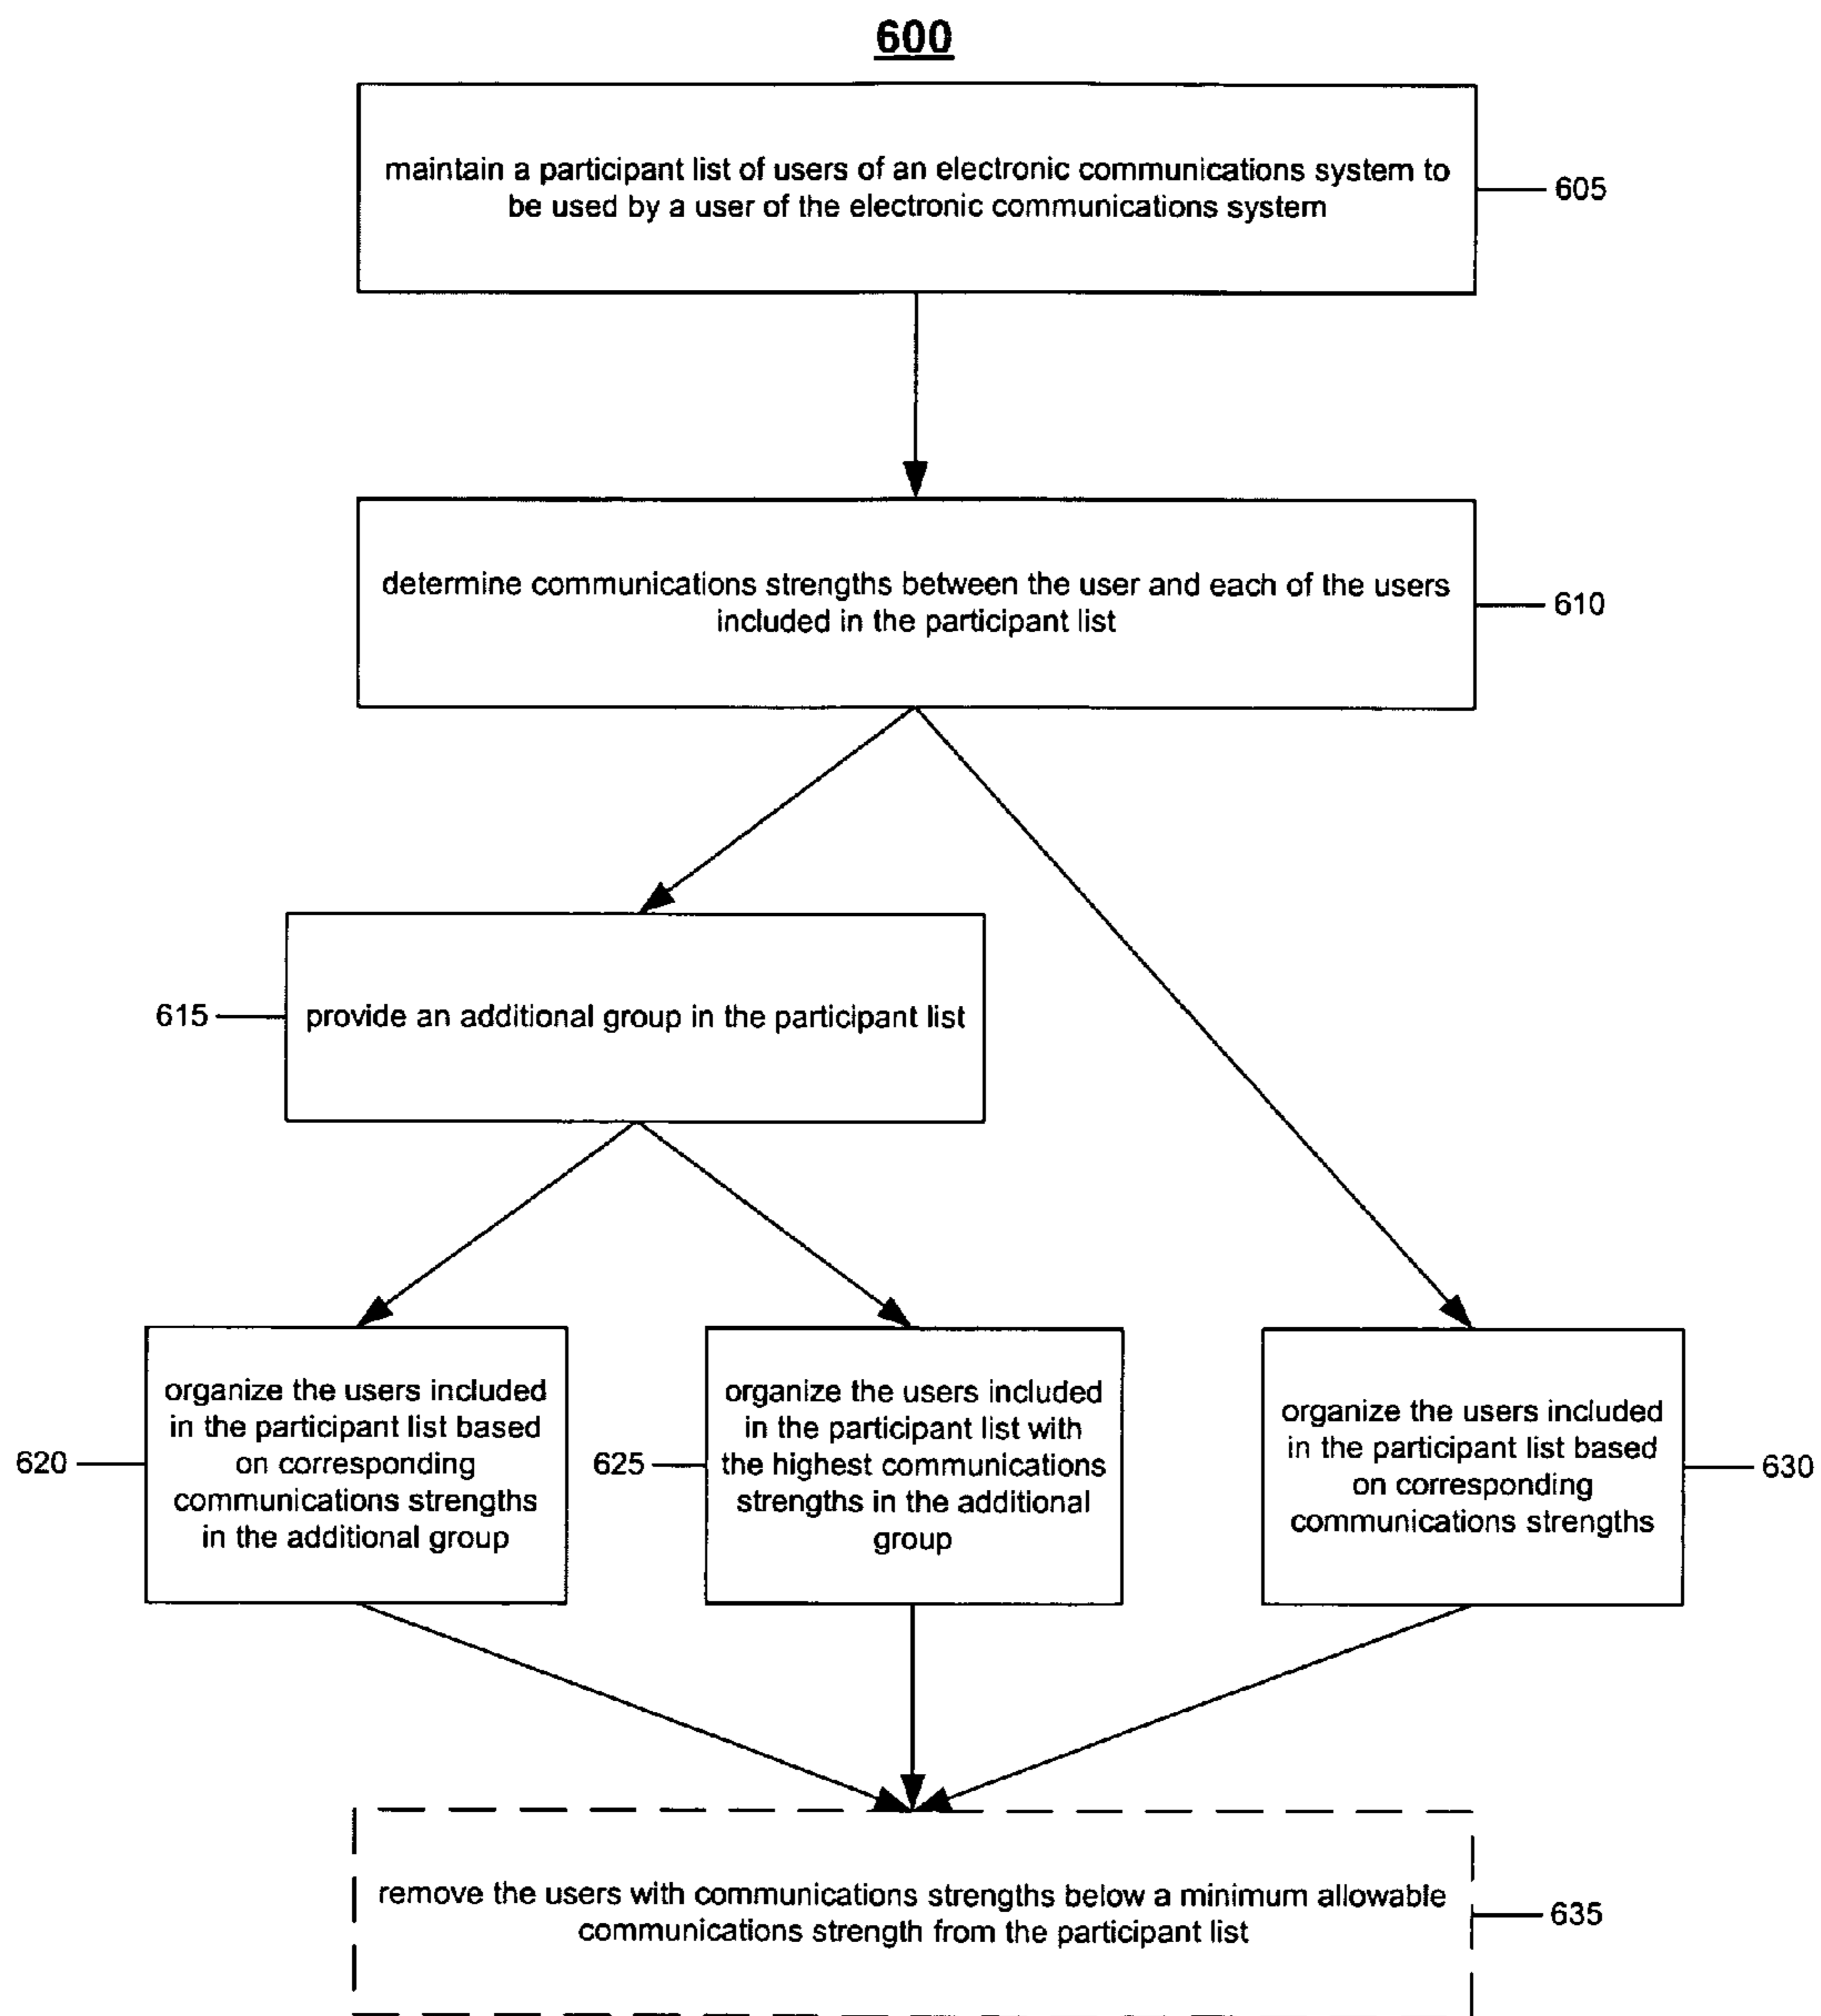 600
maintain a participant list of users of an electronic communications system to
be used by a user of the electronic communications system
605
determine communications strengths between the user and each of the users
included in the participant list
610
615
provide an additional group in the participant list
620
organize the users included
in the participant list based
on corresponding
communications strengths
in the additional group
625
organize the users included
in the participant list with
the highest communications
strengths in the additional
group
organize the users included
in the participant list based
on corresponding
communications strengths
630
remove the users with communications strengths below a minimum allowable
communications strength from the participant list
635